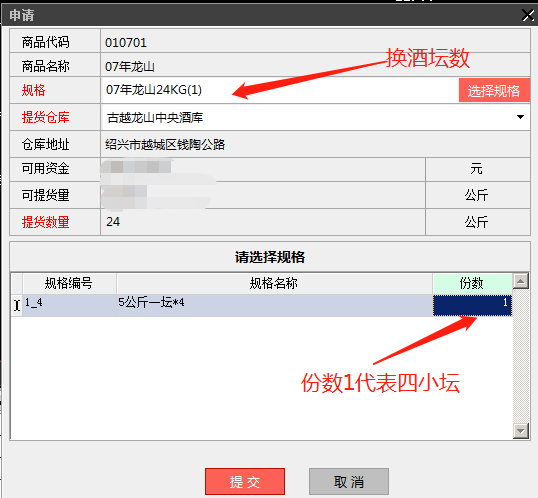 申请
商品代码 010701
商品名称 07年龙山
换酒坛数
规格 07年龙山24KG(1) 选择规格
提货仓库 古越龙山中央酒库
仓库地址 绍兴市越城区钱陶公路
可用资金 元
可提货量 公斤
提货数量 24 公斤
请选择规格
规格编号 规格名称 份数
1_4 5公斤一坛*4 1
份数1代表四小坛
提 交 取 消